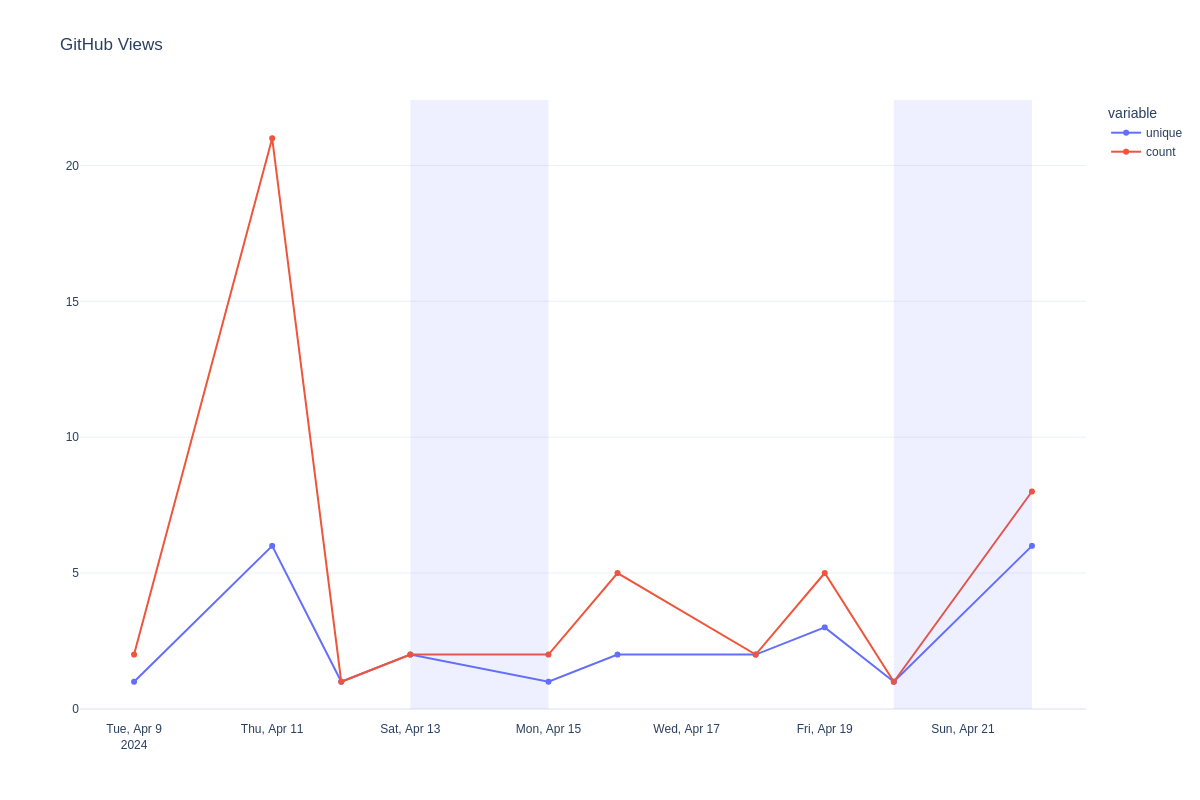 GitHub Views
variable
unique
count
20
15
10
5
0
Tue, Apr 9
2024
Thu, Apr 11
Sat, Apr 13
Mon, Apr 15
Wed, Apr 17
Fri, Apr 19
Sun, Apr 21